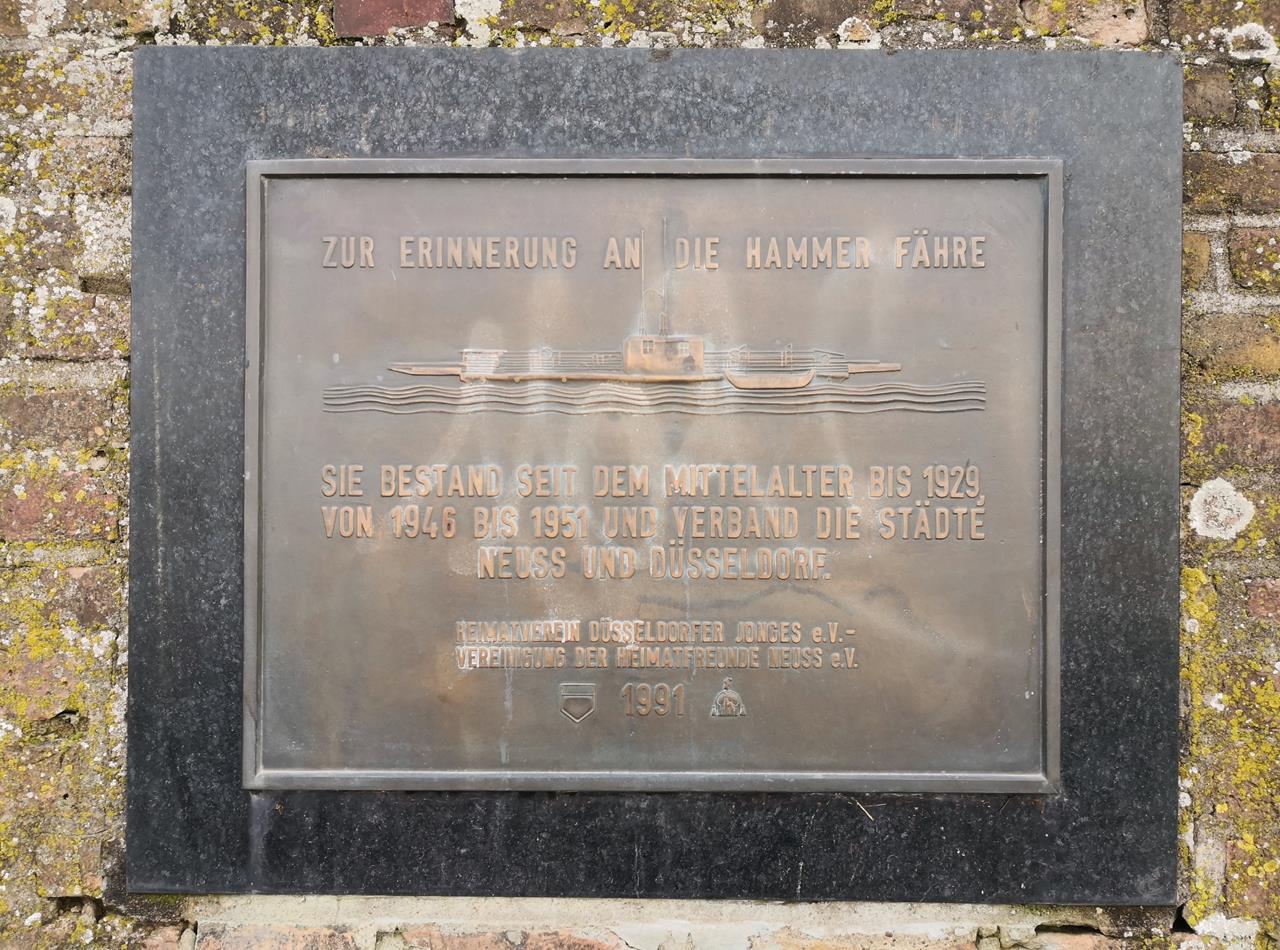 ZUR ERINNERUNG AN DIE HAMMER FÄHRE
SIE BESTAND SEIT DEM MITTELALTER BIS 1929,
VON 1946 BIS 1951 UND VERBAND DIE STÄDTE
NEUSS UND DÜSSELDORF.
HEIMATVEREIN DÜSSELDORFER JONGES e.V.-
VEREINIGUNG DER HEIMATFREUNDE NEUSS e.V.
1991